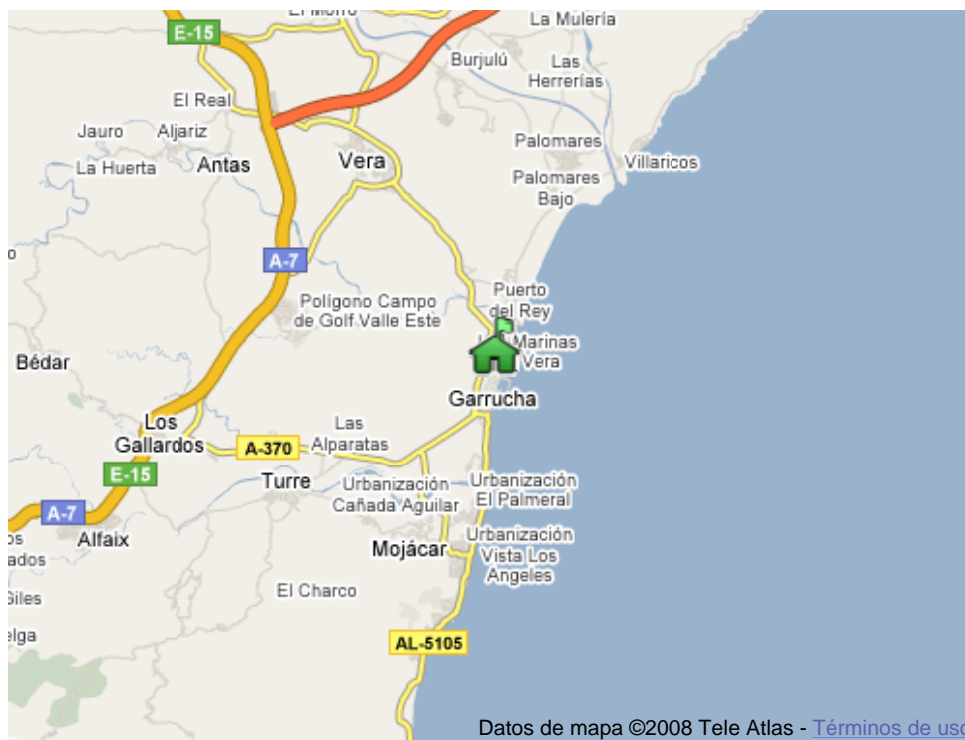 El Morro
La Mulería
E-15
Burjulú
Las
Herrerías
El Real
Jauro
Aljariz
Palomares
La Huerta
Antas
Vera
Villaricos
Palomares
Bajo
A-7
Puerto
del Rey
Polígono Campo
de Golf Valle Este
Marinas
Vera
Bédar
Garrucha
Los
Gallardos
Las
Alparatas
A-370
E-15
Turre
Urbanización
Cañada Aguilar
Urbanización
El Palmeral
A-7
Alfaix
Mojácar
Urbanización
Vista Los
Angeles
El Charco
AL-5105
Datos de mapa ©2008 Tele Atlas - Términos de uso